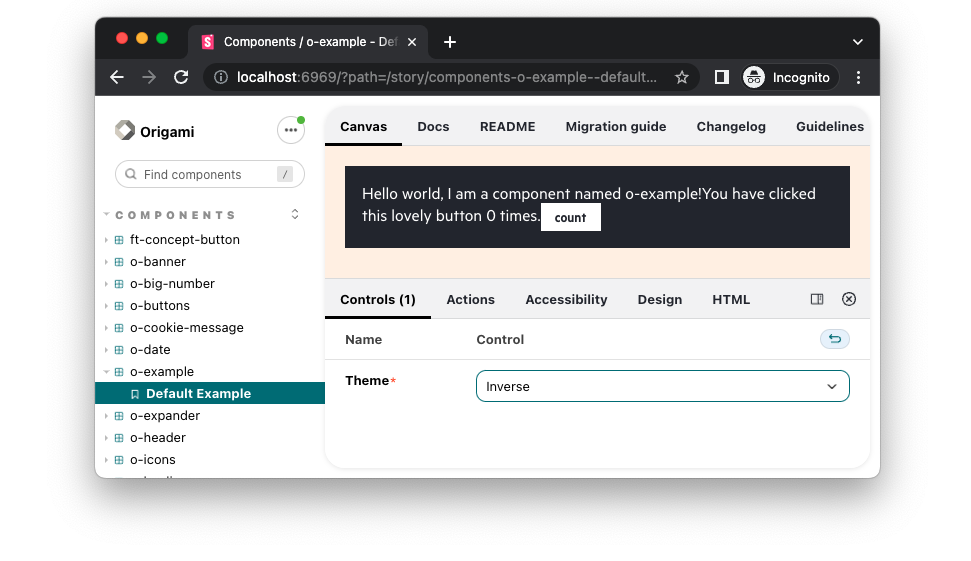 Components / o-example - Def
localhost:6969/?path=/story/components-o-example--default...
Incognito
Origami
Find components
/
COMPONENTS
ft-concept-button
o-banner
o-big-number
o-buttons
o-cookie-message
o-date
o-example
Default Example
o-expander
o-header
o-icons
Canvas Docs README Migration guide Changelog Guidelines
Hello world, I am a component named o-example!You have clicked
this lovely button 0 times. count
Controls (1) Actions Accessibility Design HTML
Name Control
Theme* Inverse